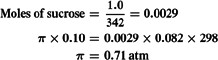 Moles of sucrose = 1.0/342 = 0.0029
π × 0.10 = 0.0029 × 0.082 × 298
π = 0.71 atm